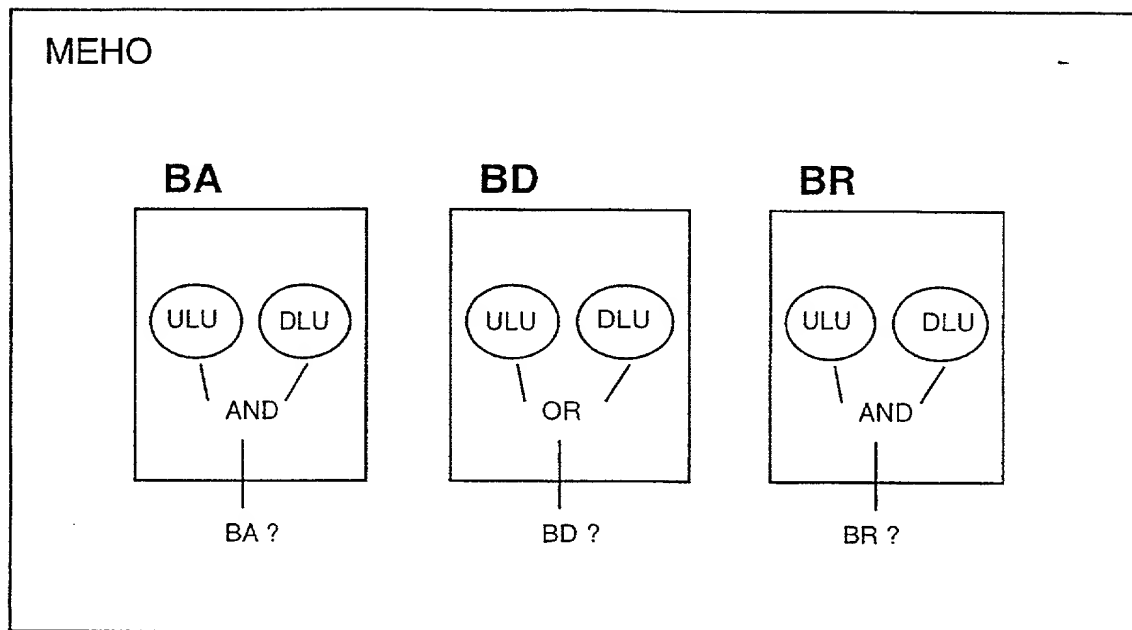 MEHO
BA BD BR
ULU DLU ULU DLU ULU DLU
AND OR AND
BA ? BD ? BR ?